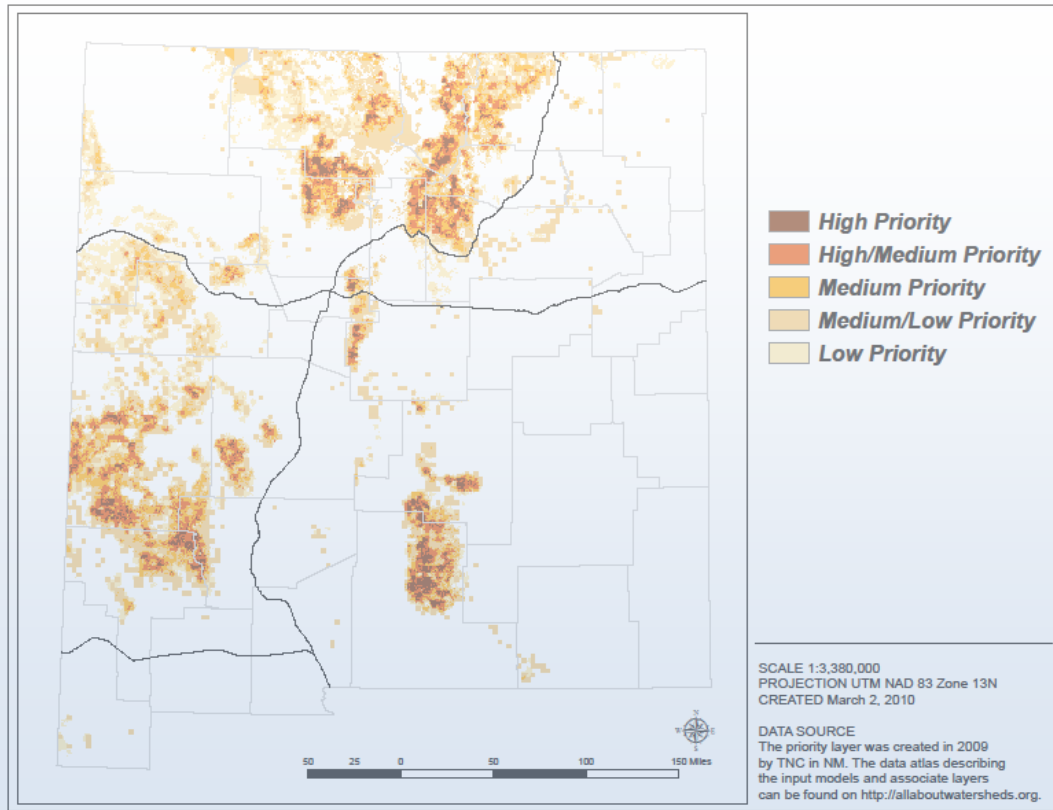 High Priority
High/Medium Priority
Medium Priority
Medium/Low Priority
Low Priority
SCALE 1:3,380,000
PROJECTION UTM NAD 83 Zone 13N
CREATED March 2, 2010
DATA SOURCE
The priority layer was created in 2009
by TNC in NM. The data atlas describing
the input models and associate layers
can be found on http://allaboutwatersheds.org.
N
W E
S
50 25 0 50 100 150 Miles